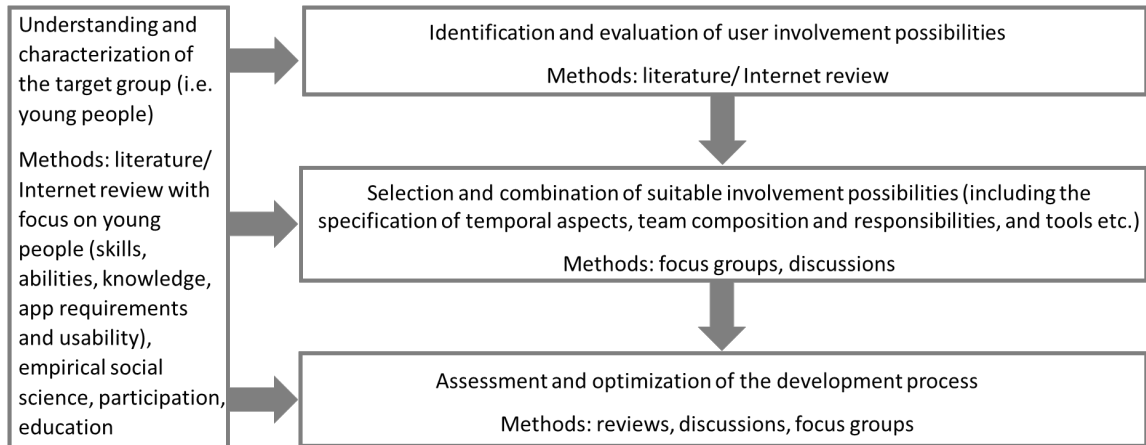 Understanding and
characterization of
the target group (i.e.
young people)
Methods: literature/
Internet review with
focus on young
people (skills,
abilities, knowledge,
app requirements
and usability),
empirical social
science, participation,
education
Identification and evaluation of user involvement possibilities
Methods: literature/ Internet review
Selection and combination of suitable involvement possibilities (including the
specification of temporal aspects, team composition and responsibilities, and tools etc.)
Methods: focus groups, discussions
Assessment and optimization of the development process
Methods: reviews, discussions, focus groups